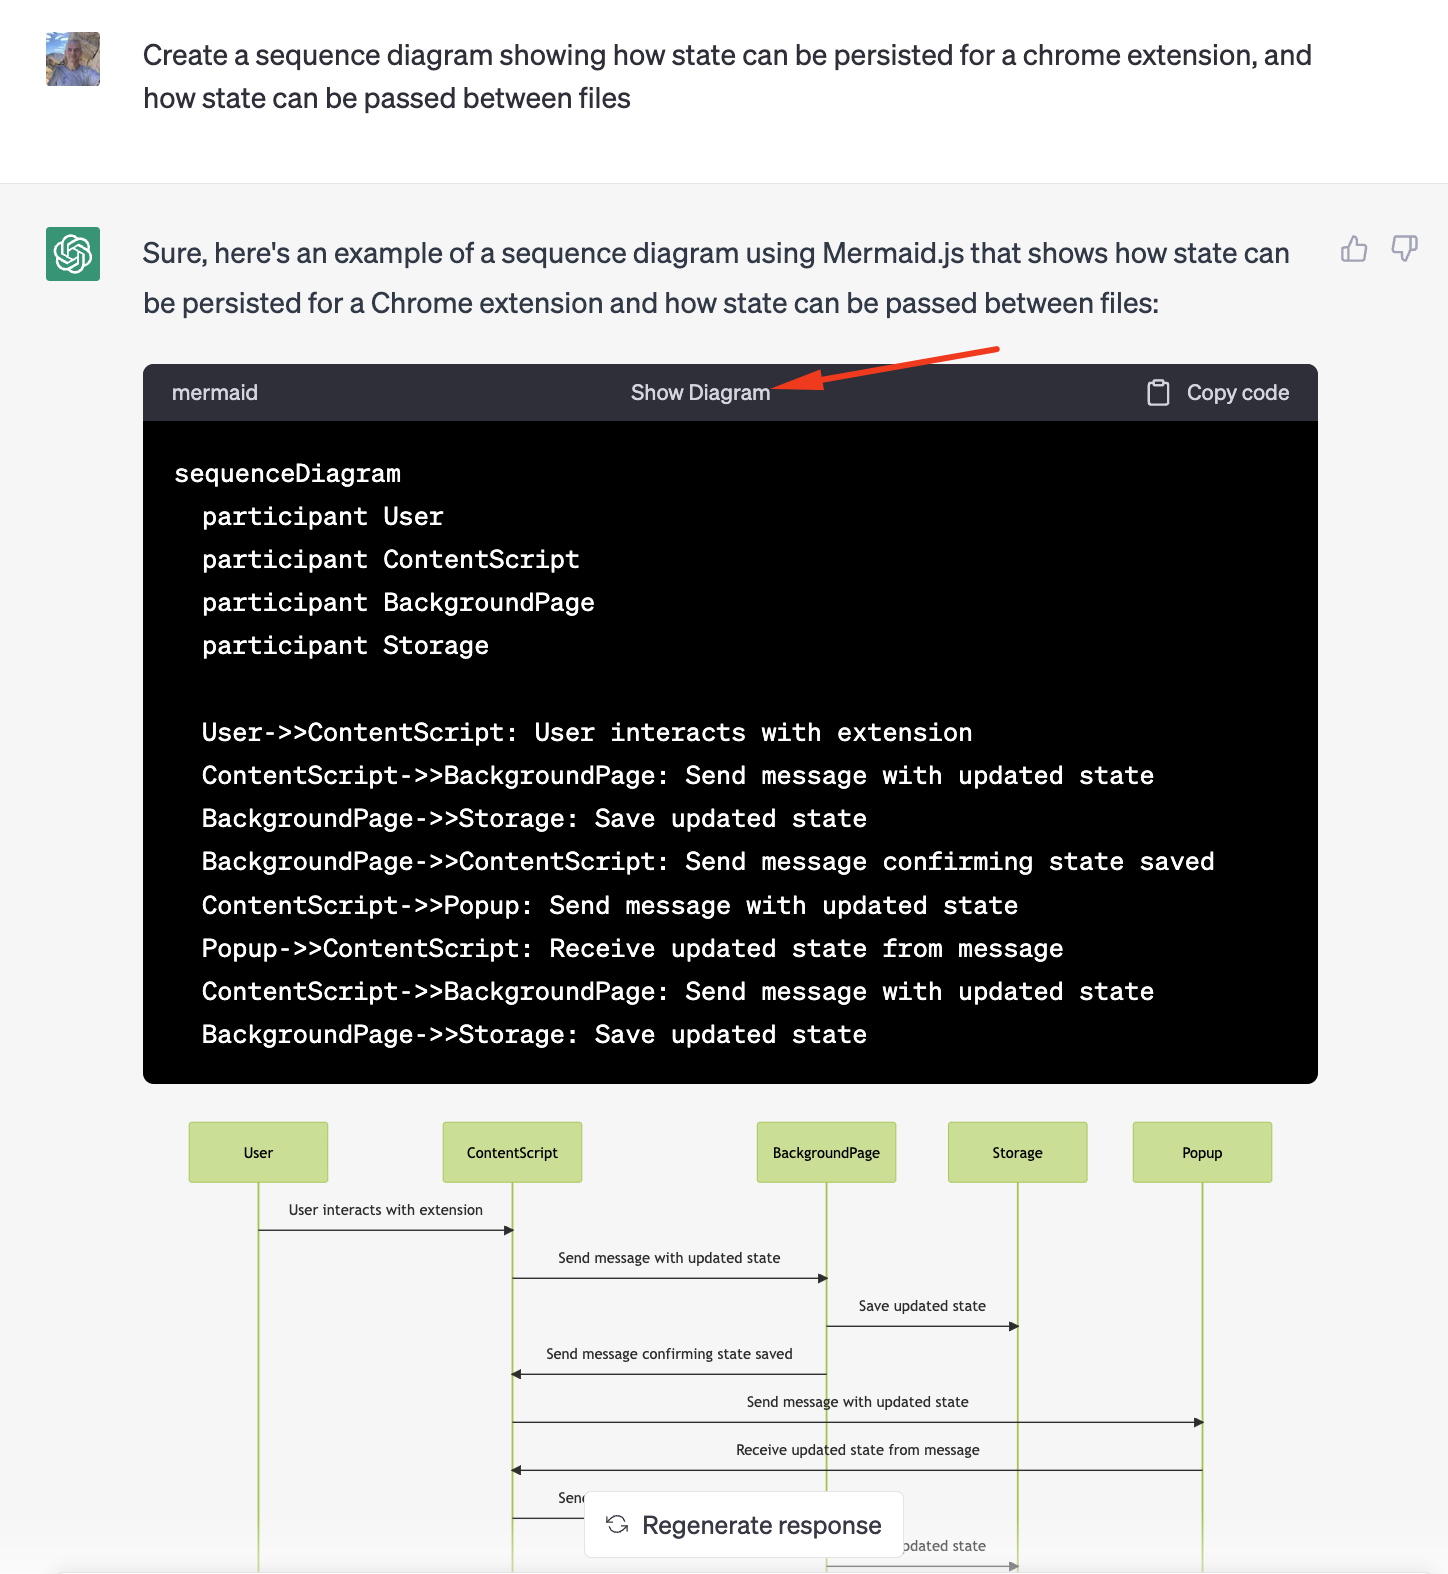 Create a sequence diagram showing how state can be persisted for a chrome extension, and
how state can be passed between files
Sure, here's an example of a sequence diagram using Mermaid.js that shows how state can
be persisted for a Chrome extension and how state can be passed between files:
mermaid
Show Diagram
Copy code
sequenceDiagram
participant User
participant ContentScript
participant BackgroundPage
participant Storage
User->>ContentScript: User interacts with extension
ContentScript->>BackgroundPage: Send message with updated state
BackgroundPage->>Storage: Save updated state
BackgroundPage->>ContentScript: Send message confirming state saved
ContentScript->>Popup: Send message with updated state
Popup->>ContentScript: Receive updated state from message
ContentScript->>BackgroundPage: Send message with updated state
BackgroundPage->>Storage: Save updated state
User
ContentScript
BackgroundPage
Storage
Popup
User interacts with extension
Send message with updated state
Save updated state
Send message confirming state saved
Send message with updated state
Receive updated state from message
Regenerate response
state